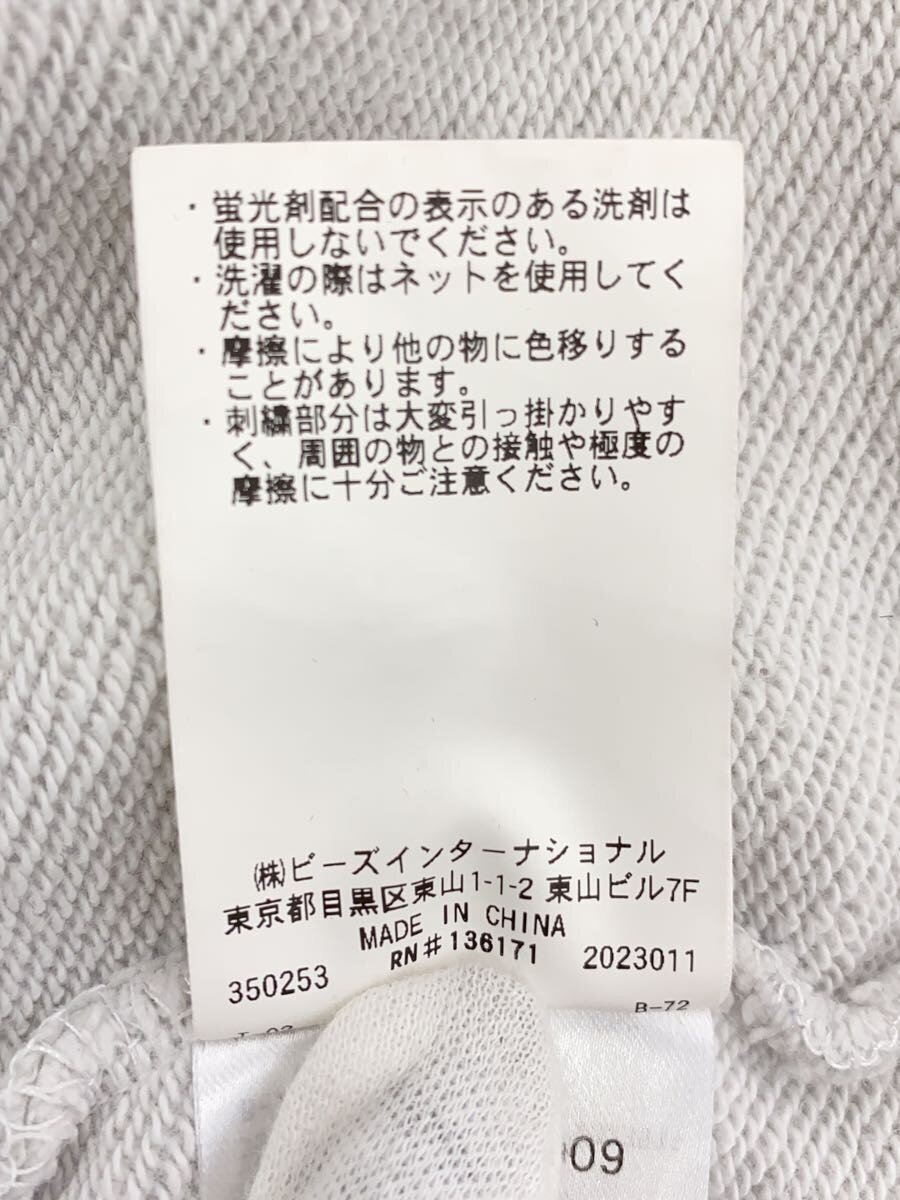 ・蛍光剤配合の表示のある洗剤は
使用しないでください。
・洗濯の際はネットを使用してく
ださい。
・摩擦により他の物に色移りする
ことがあります。
・刺繍部分は大変引っ掛かりやす
く、周囲の物との接触や極度の
摩擦に十分ご注意ください。
㈱ビーズインターナショナル
東京都目黒区東山1-1-2 東山ビル7F
MADE IN CHINA
RN#136171
350253 2023011
B-72
09